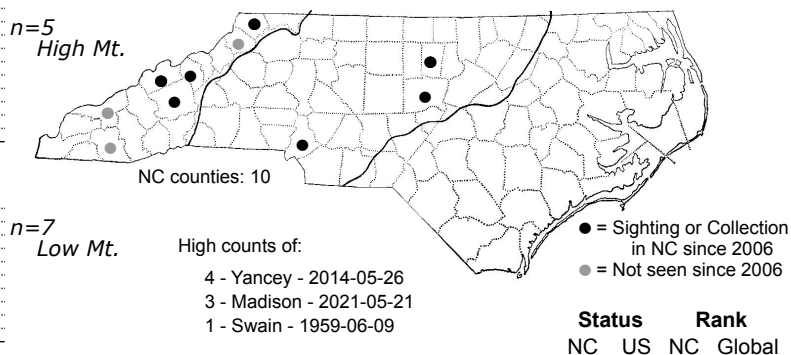 n=5
High Mt.
NC counties: 10
n=7
Low Mt.
High counts of:
4 - Yancey - 2014-05-26
3 - Madison - 2021-05-21
1 - Swain - 1959-06-09
● = Sighting or Collection
in NC since 2006
● = Not seen since 2006
Status Rank
NC US NC Global